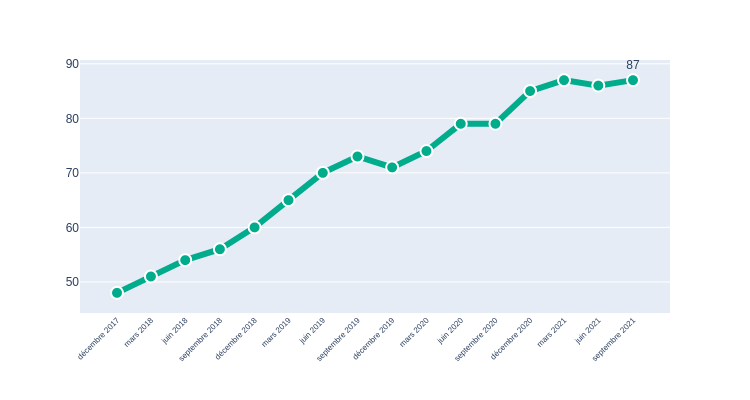 90
80
70
60
50
87
décembre 2017
mars 2018
juin 2018
septembre 2018
décembre 2018
mars 2019
juin 2019
septembre 2019
décembre 2019
mars 2020
juin 2020
septembre 2020
décembre 2020
mars 2021
juin 2021
septembre 2021